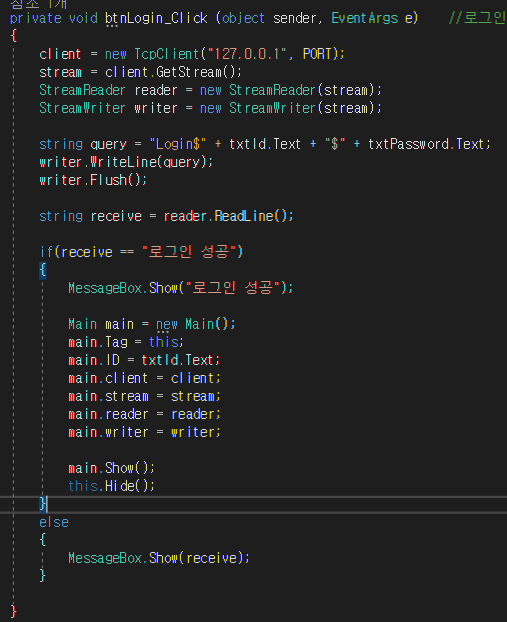 참조 1개
private void btnLogin_Click (object sender, EventArgs e) //로그인
{
client = new TcpClient("127.0.0.1", PORT);
stream = client.GetStream();
StreamReader reader = new StreamReader(stream);
StreamWriter writer = new StreamWriter(stream);
string query = "Login$" + txtId.Text + "$" + txtPassword.Text;
writer.WriteLine(query);
writer.Flush();
string receive = reader.ReadLine();
if(receive == "로그인 성공")
{
MessageBox.Show("로그인 성공");
Main main = new Main();
main.Tag = this;
main.ID = txtId.Text;
main.client = client;
main.stream = stream;
main.reader = reader;
main.writer = writer;
main.Show();
this.Hide();
}
else
{
MessageBox.Show(receive);
}
}